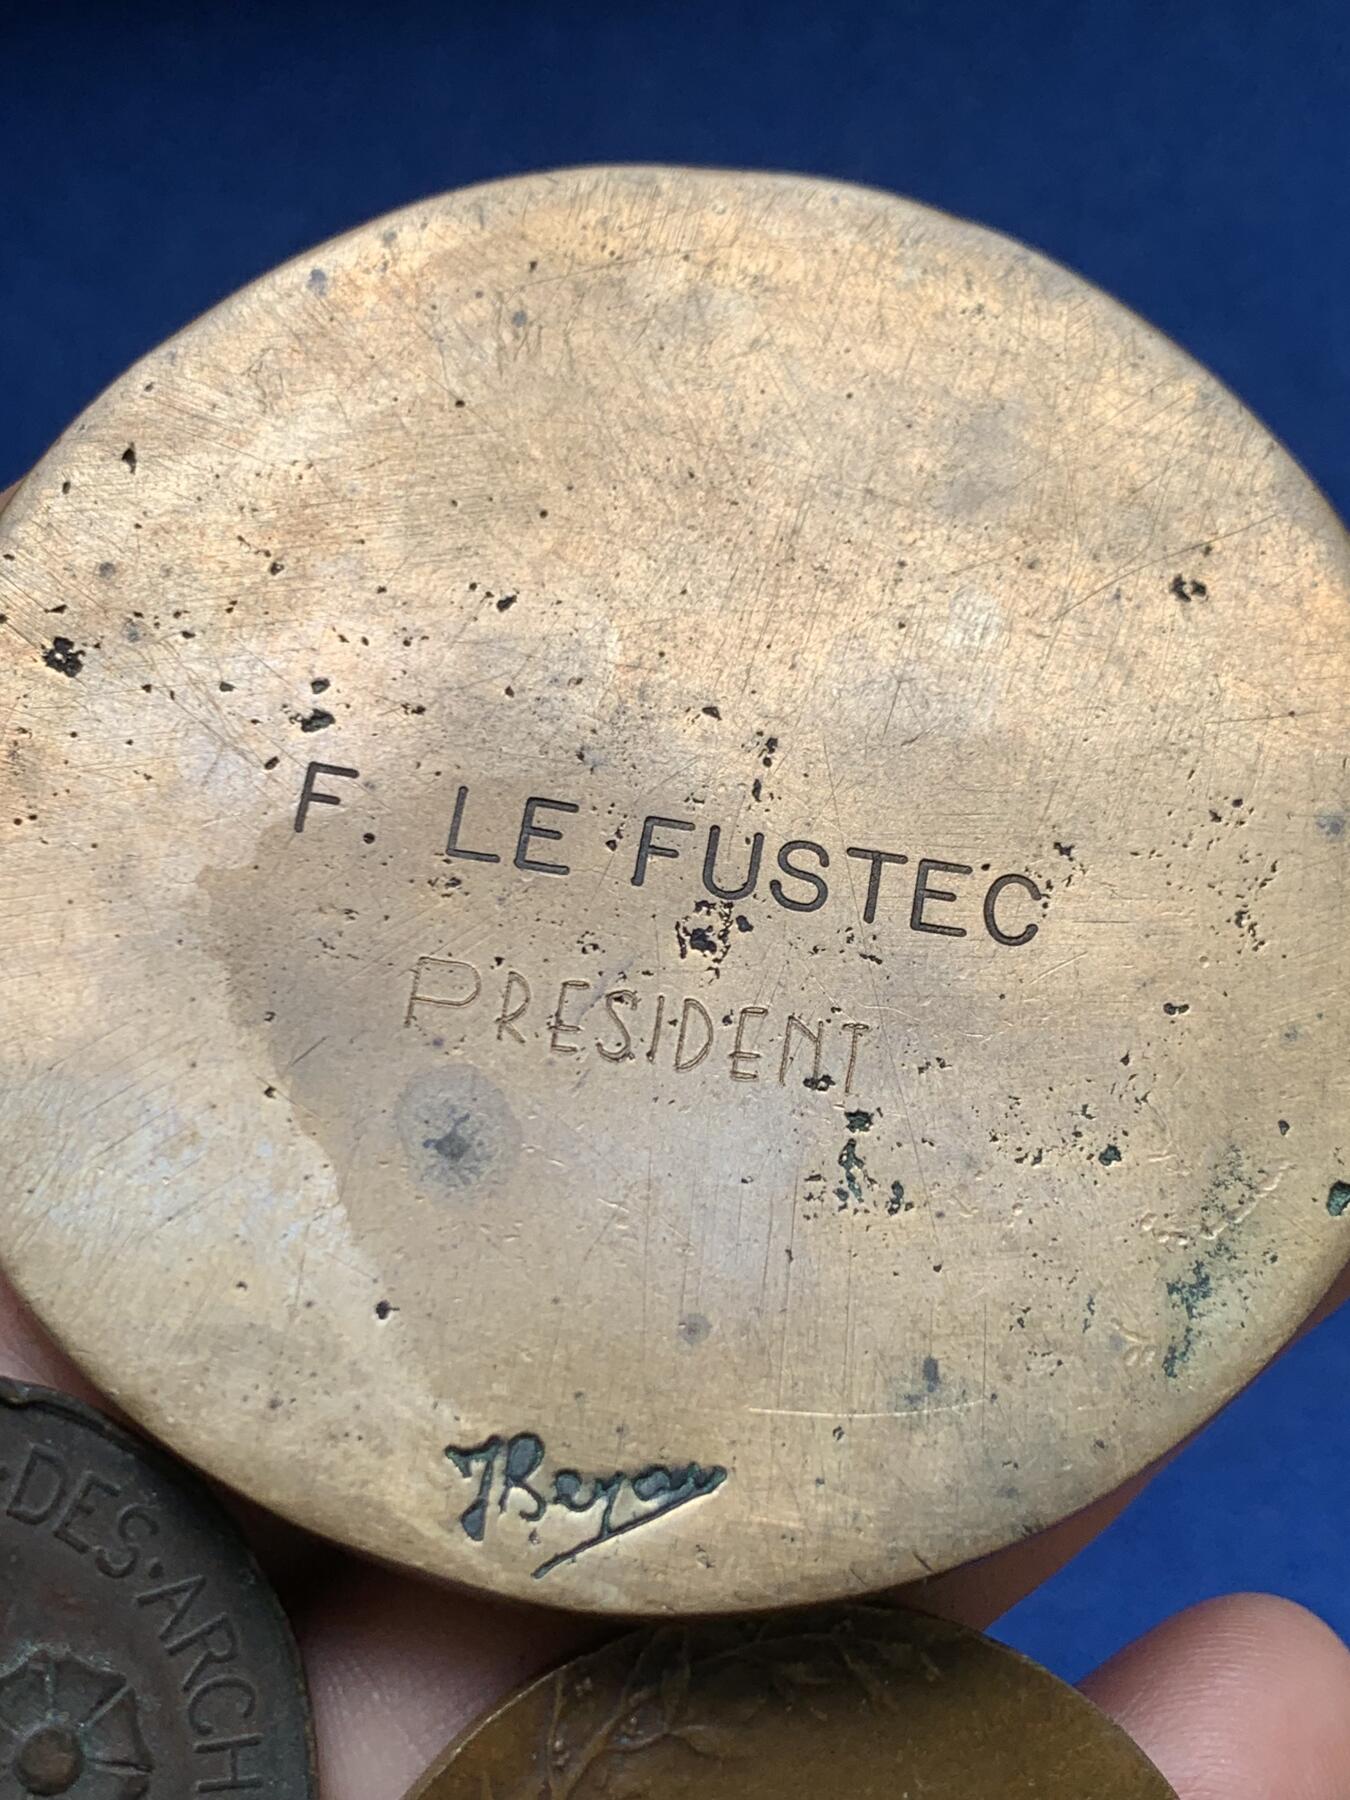 F. LE FUSTEC
PRESIDENT
DES·ARCH